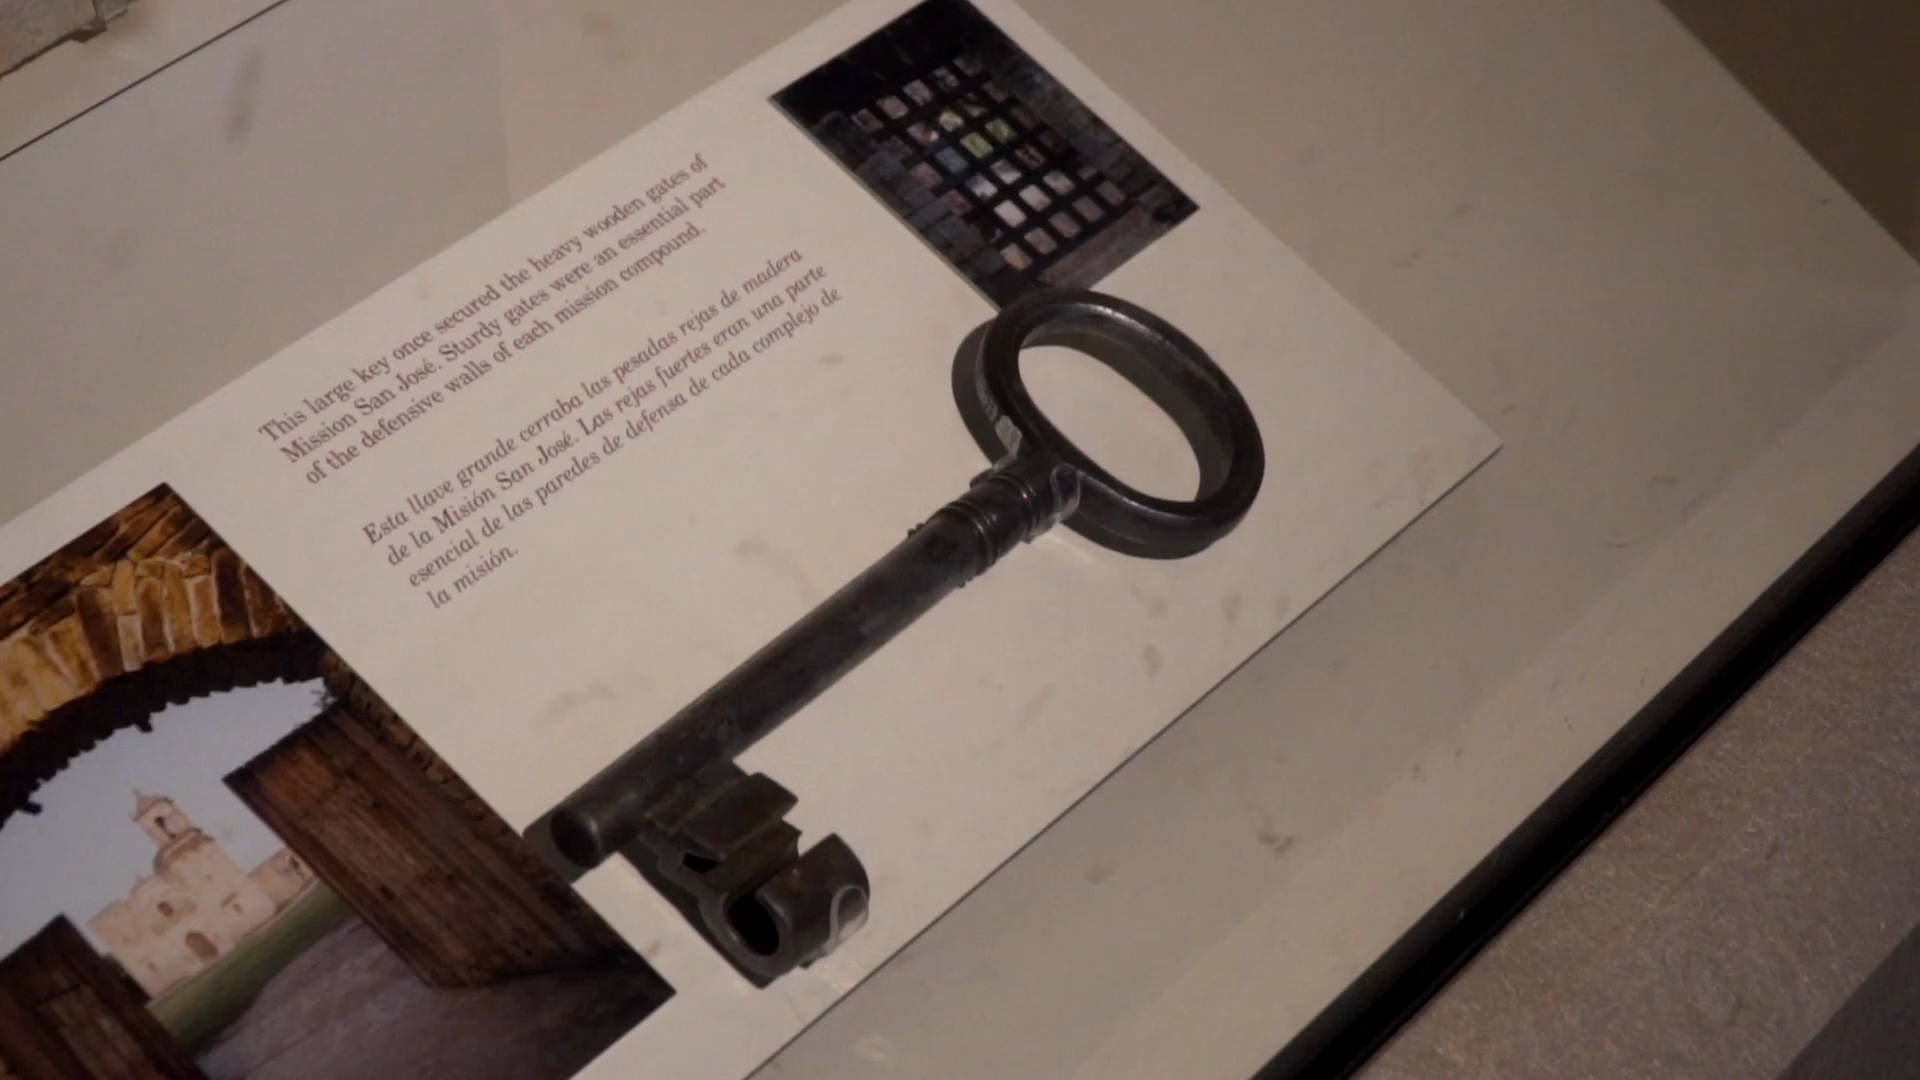 This large key once secured the heavy wooden gates of
Mission San José. Sturdy gates were an essential part
of the defensive walls of each mission compound.
Esta llave grande cerraba las pesadas rejas de madera
de la Misión San José. Las rejas fuertes eran una parte
esencial de las paredes de defensa de cada complejo de
la misión.